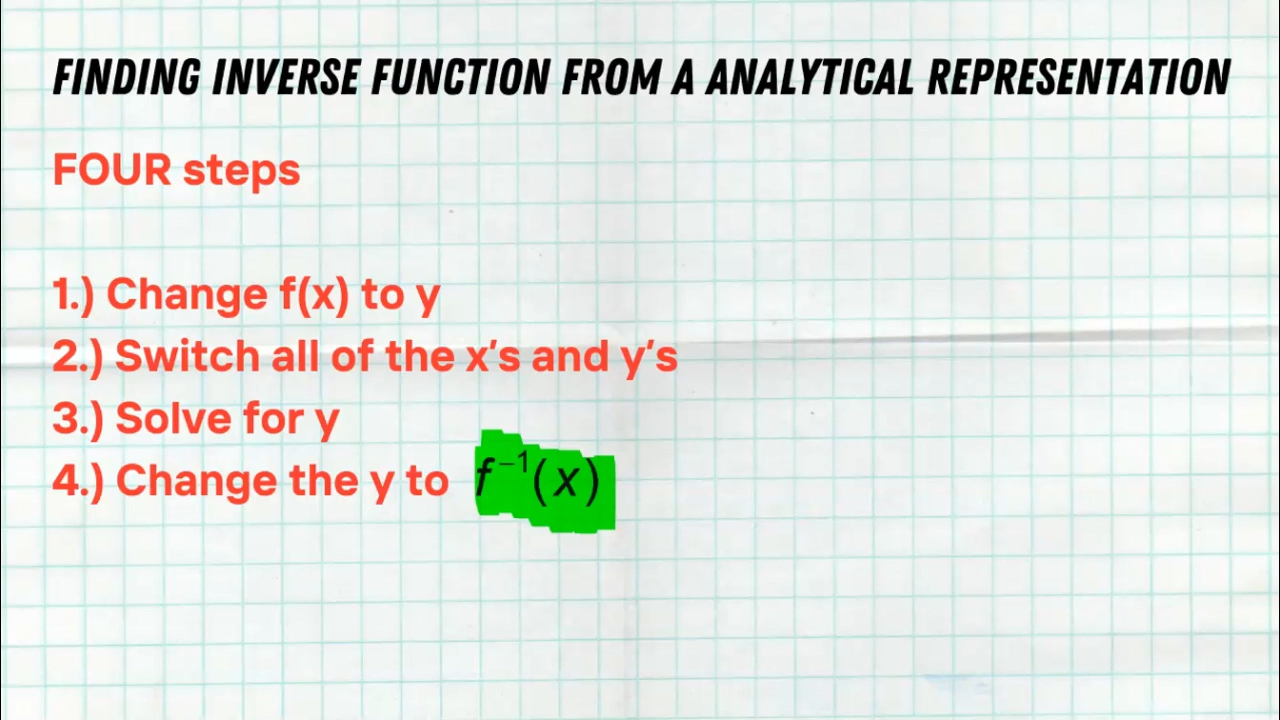 FINDING INVERSE FUNCTION FROM A ANALYTICAL REPRESENTATION
FOUR steps
1.) Change f(x) to y
2.) Switch all of the x's and y's
3.) Solve for y
4.) Change the y to f⁻¹(x)